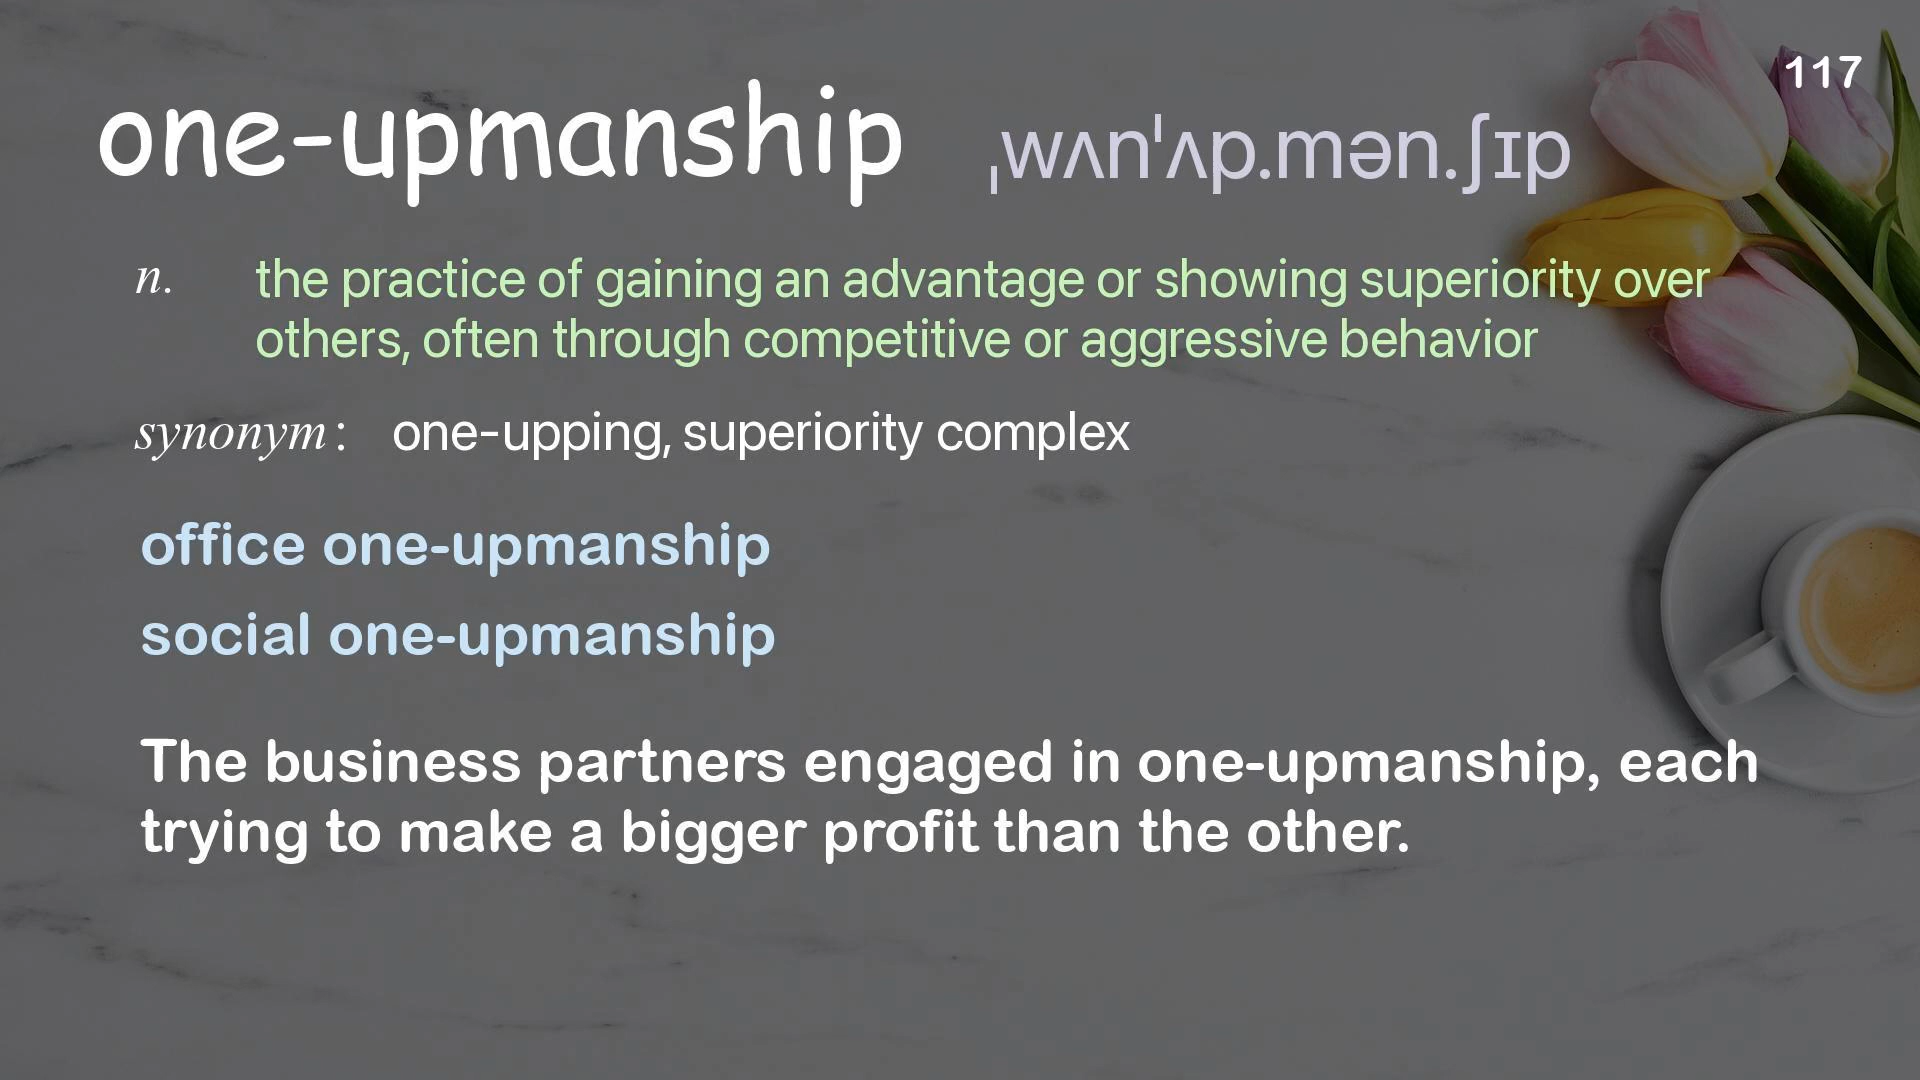 117
one-upmanship ˌwʌnˈʌp.mən.ʃɪp
n. the practice of gaining an advantage or showing superiority over
others, often through competitive or aggressive behavior
synonym: one-upping, superiority complex
office one-upmanship
social one-upmanship
The business partners engaged in one-upmanship, each
trying to make a bigger profit than the other.